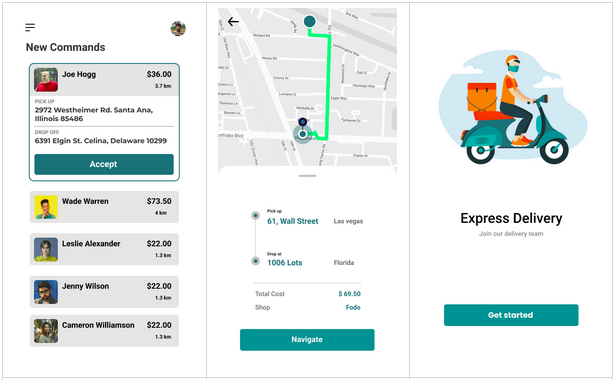 New Commands
Joe Hogg
$36.00
3.7 km
PICK UP
2972 Westheimer Rd. Santa Ana,
Illinois 85486
DROP OFF
6391 Elgin St. Celina, Delaware 10299
Accept
Wade Warren
$73.50
4 km
Leslie Alexander
$22.00
1.3 km
Jenny Wilson
$22.00
1.3 km
Cameron Williamson
$22.00
1.3 km
Pick up
61, Wall Street
Las vegas
Drop at
1006 Lots
Florida
Total Cost
$ 69.50
Shop
Fodo
Navigate
Express Delivery
Join our delivery team
Get started